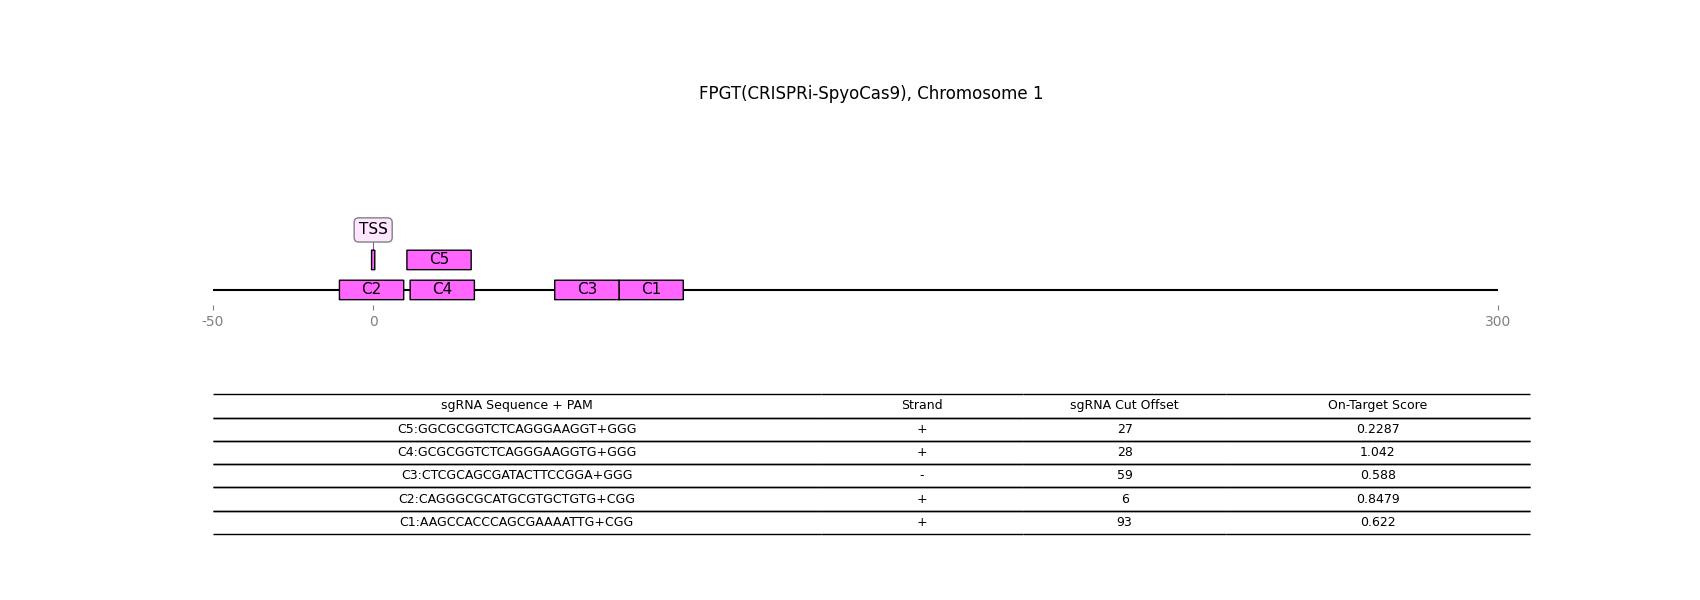 FPGT(CRISPRi-SpyoCas9), Chromosome 1
TSS
C5
C2 C4 C3 C1
-50 0 300
sgRNA Sequence + PAM Strand sgRNA Cut Offset On-Target Score
C5:GGCGCGGTCTCAGGGAAGGT+GGG + 27 0.2287
C4:GCGCGGTCTCAGGGAAGGTG+GGG + 28 1.042
C3:CTCGCAGCGATACTTCCGGA+GGG - 59 0.588
C2:CAGGGCGCATGCGTGCTGTG+CGG + 6 0.8479
C1:AAGCCACCCAGCGAAAATTG+CGG + 93 0.622